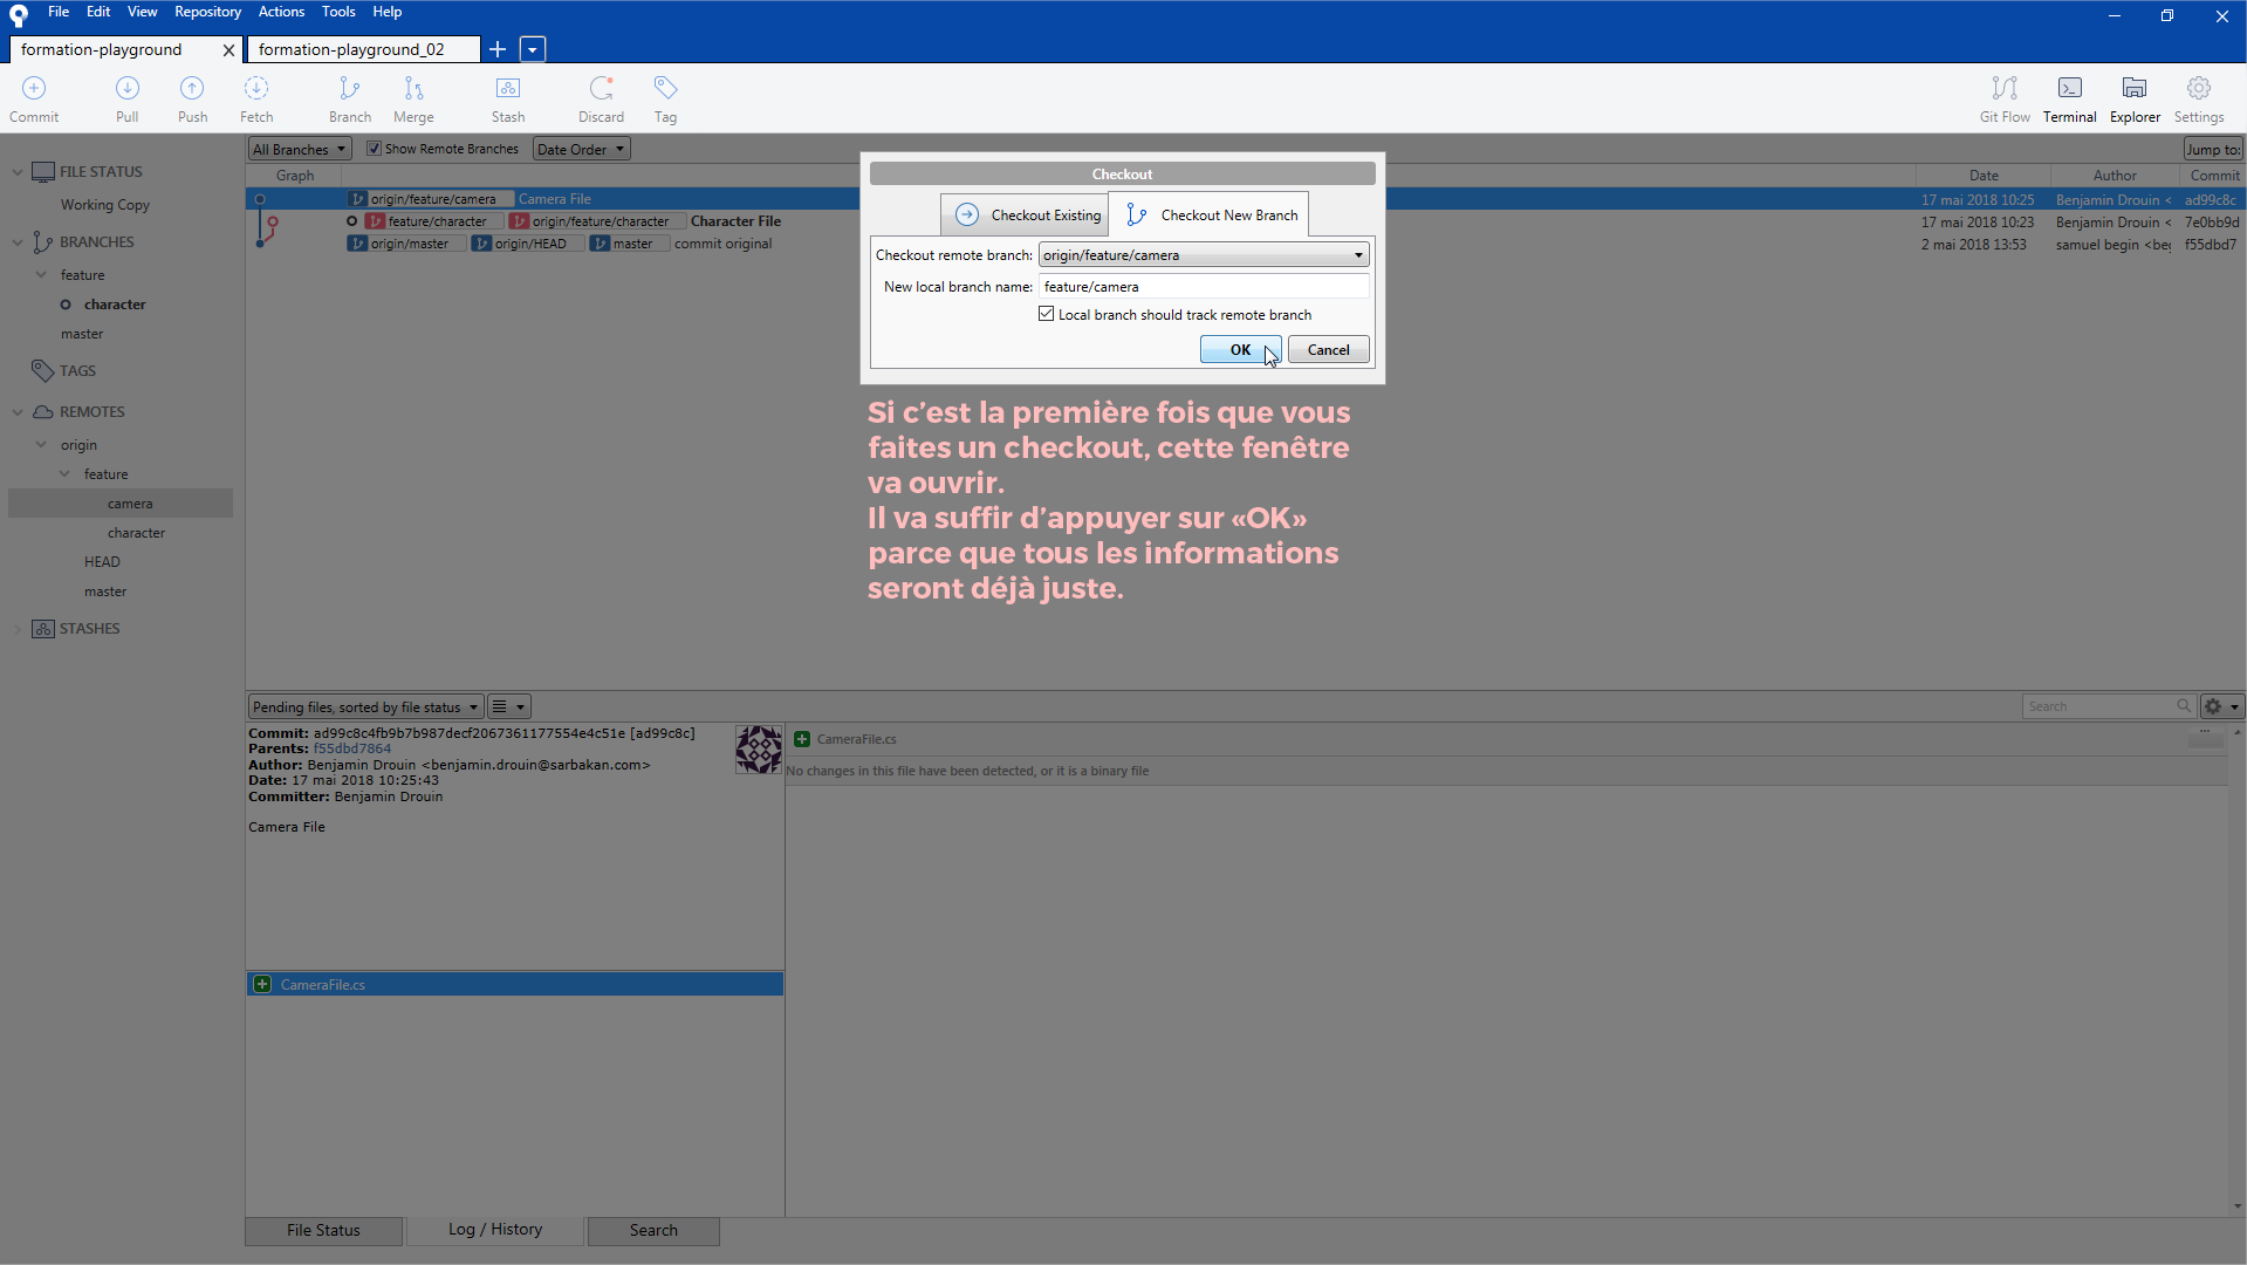 File Edit View Repository Actions Tools Help
formation-playground formation-playground_02
Commit Pull Push Fetch Branch Merge Stash Discard Tag Git Flow Terminal Explorer Settings
All Branches Show Remote Branches Date Order Jump to:
Graph Date Author Commit
origin/feature/camera Camera File 17 mai 2018 10:25 Benjamin Drouin < ad99c8c
feature/character origin/feature/character Character File 17 mai 2018 10:23 Benjamin Drouin < 7e0bb9d
origin/master origin/HEAD master commit original 2 mai 2018 13:53 samuel begin <beg f55dbd7
FILE STATUS
Working Copy
BRANCHES
feature
character
master
TAGS
REMOTES
origin
feature
camera
character
HEAD
master
STASHES
Checkout
Checkout Existing Checkout New Branch
Checkout remote branch: origin/feature/camera
New local branch name: feature/camera
Local branch should track remote branch
OK Cancel
Si c'est la première fois que vous
faites un checkout, cette fenêtre
va ouvrir.
Il va suffir d'appuyer sur «OK»
parce que tous les informations
seront déjà juste.
Pending files, sorted by file status Search
Commit: ad99c8c4fb9b7b987decf2067361177554e4c51e [ad99c8c]
Parents: f55dbd7864
Author: Benjamin Drouin <benjamin.drouin@sarbakan.com>
Date: 17 mai 2018 10:25:43
Committer: Benjamin Drouin
Camera File
CameraFile.cs
No changes in this file have been detected, or it is a binary file
CameraFile.cs
File Status Log / History Search